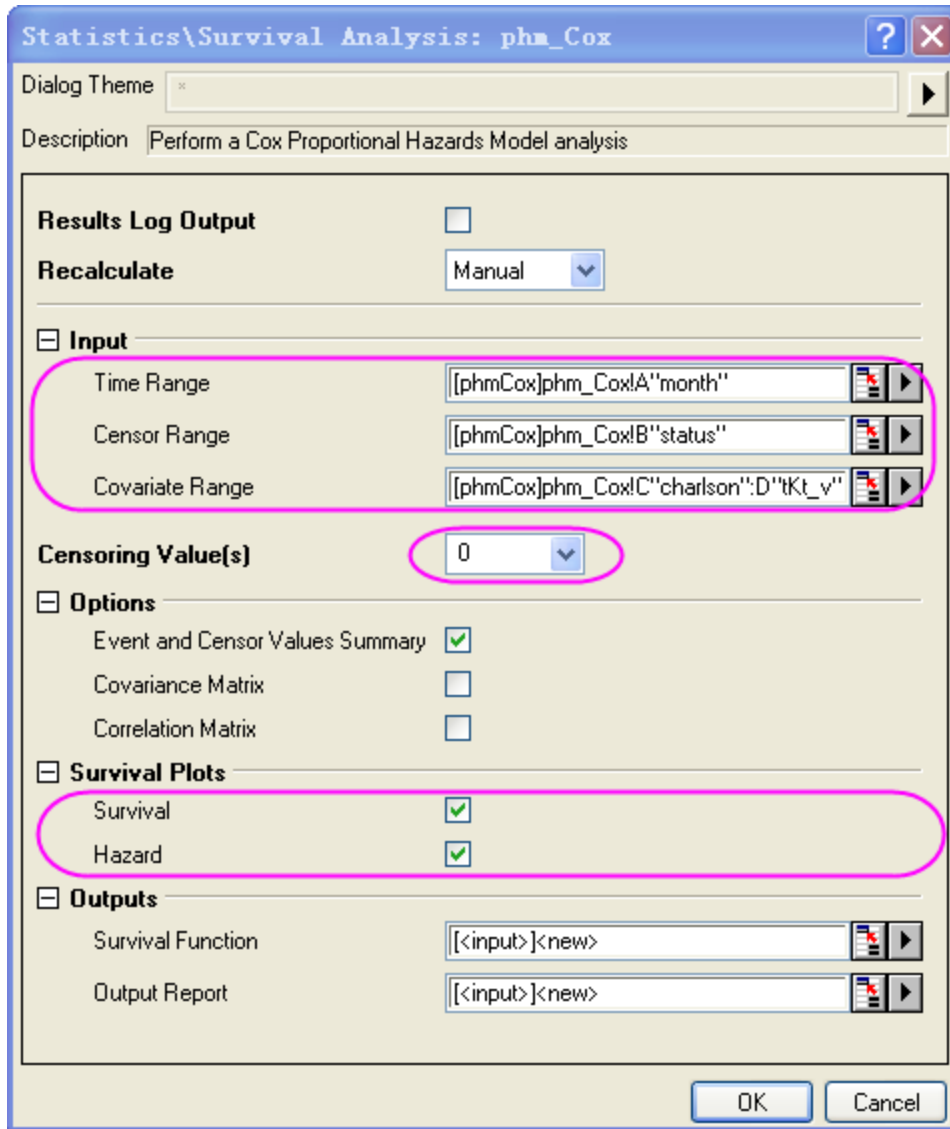 Statistics\Survival Analysis: phm_Cox
Dialog Theme *
Description Perform a Cox Proportional Hazards Model analysis
Results Log Output
Recalculate Manual
Input
Time Range [phmCox]phm_Cox!A"month"
Censor Range [phmCox]phm_Cox!B"status"
Covariate Range [phmCox]phm_Cox!C"charlson":D"tKt_v"
Censoring Value(s) 0
Options
Event and Censor Values Summary
Covariance Matrix
Correlation Matrix
Survival Plots
Survival
Hazard
Outputs
Survival Function [<input>]<new>
Output Report [<input>]<new>
OK Cancel